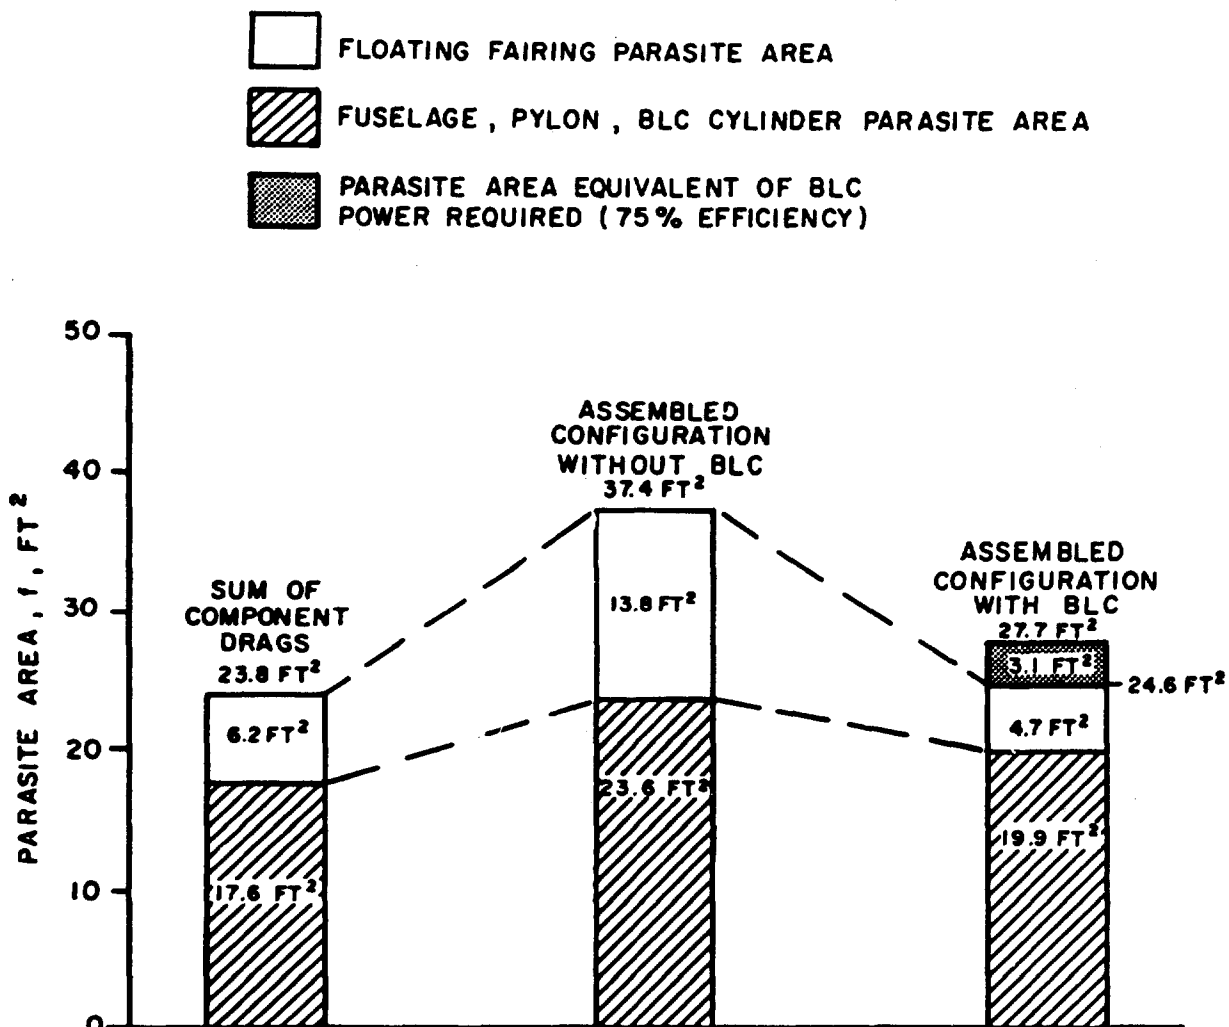 FLOATING FAIRING PARASITE AREA
FUSELAGE, PYLON, BLC CYLINDER PARASITE AREA
PARASITE AREA EQUIVALENT OF BLC
POWER REQUIRED (75% EFFICIENCY)
PARASITE AREA, f, FT²
50
40
30
20
10
0
SUM OF
COMPONENT
DRAGS
23.8 FT²
6.2 FT²
17.6 FT²
ASSEMBLED
CONFIGURATION
WITHOUT BLC
37.4 FT²
13.8 FT²
23.6 FT²
ASSEMBLED
CONFIGURATION
WITH BLC
27.7 FT²
3.1 FT²
24.6 FT²
4.7 FT²
19.9 FT²